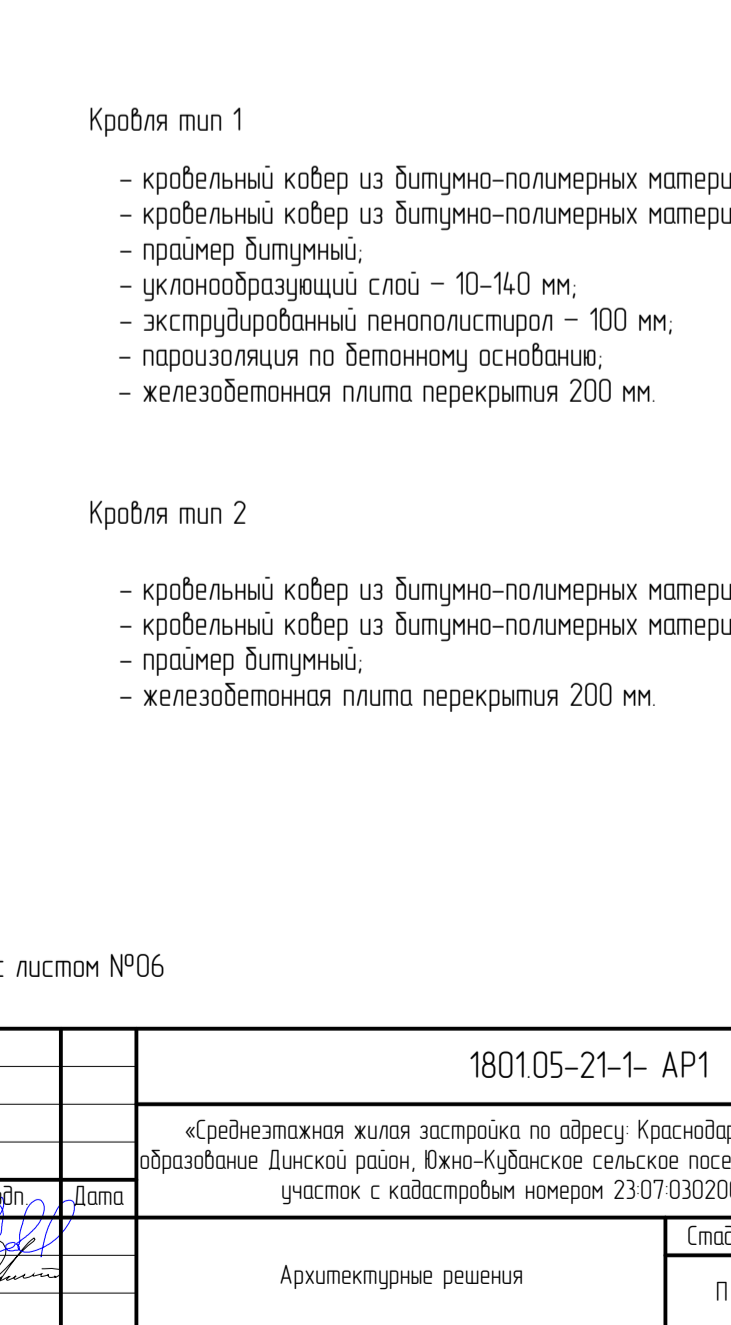 Кровля тип 1
– кровельный ковер из битумно–полимерных матери
– кровельный ковер из битумно–полимерных матери
– праймер битумный;
– уклонообразующий слой – 10–140 мм;
– экструдированный пенополистирол – 100 мм;
– пароизоляция по бетонному основанию;
– железобетонная плита перекрытия 200 мм.
Кровля тип 2
– кровельный ковер из битумно–полимерных матери
– кровельный ковер из битумно–полимерных матери
– праймер битумный;
– железобетонная плита перекрытия 200 мм.
с листом №06
1801.05–21–1– АР1
«Среднеэтажная жилая застройка по адресу: Краснодар
образование Динской район, Южно–Кубанское сельское посе
участок с кадастровым номером 23:07:030200
одп. Дата
Стад
Архитектурные решения
П